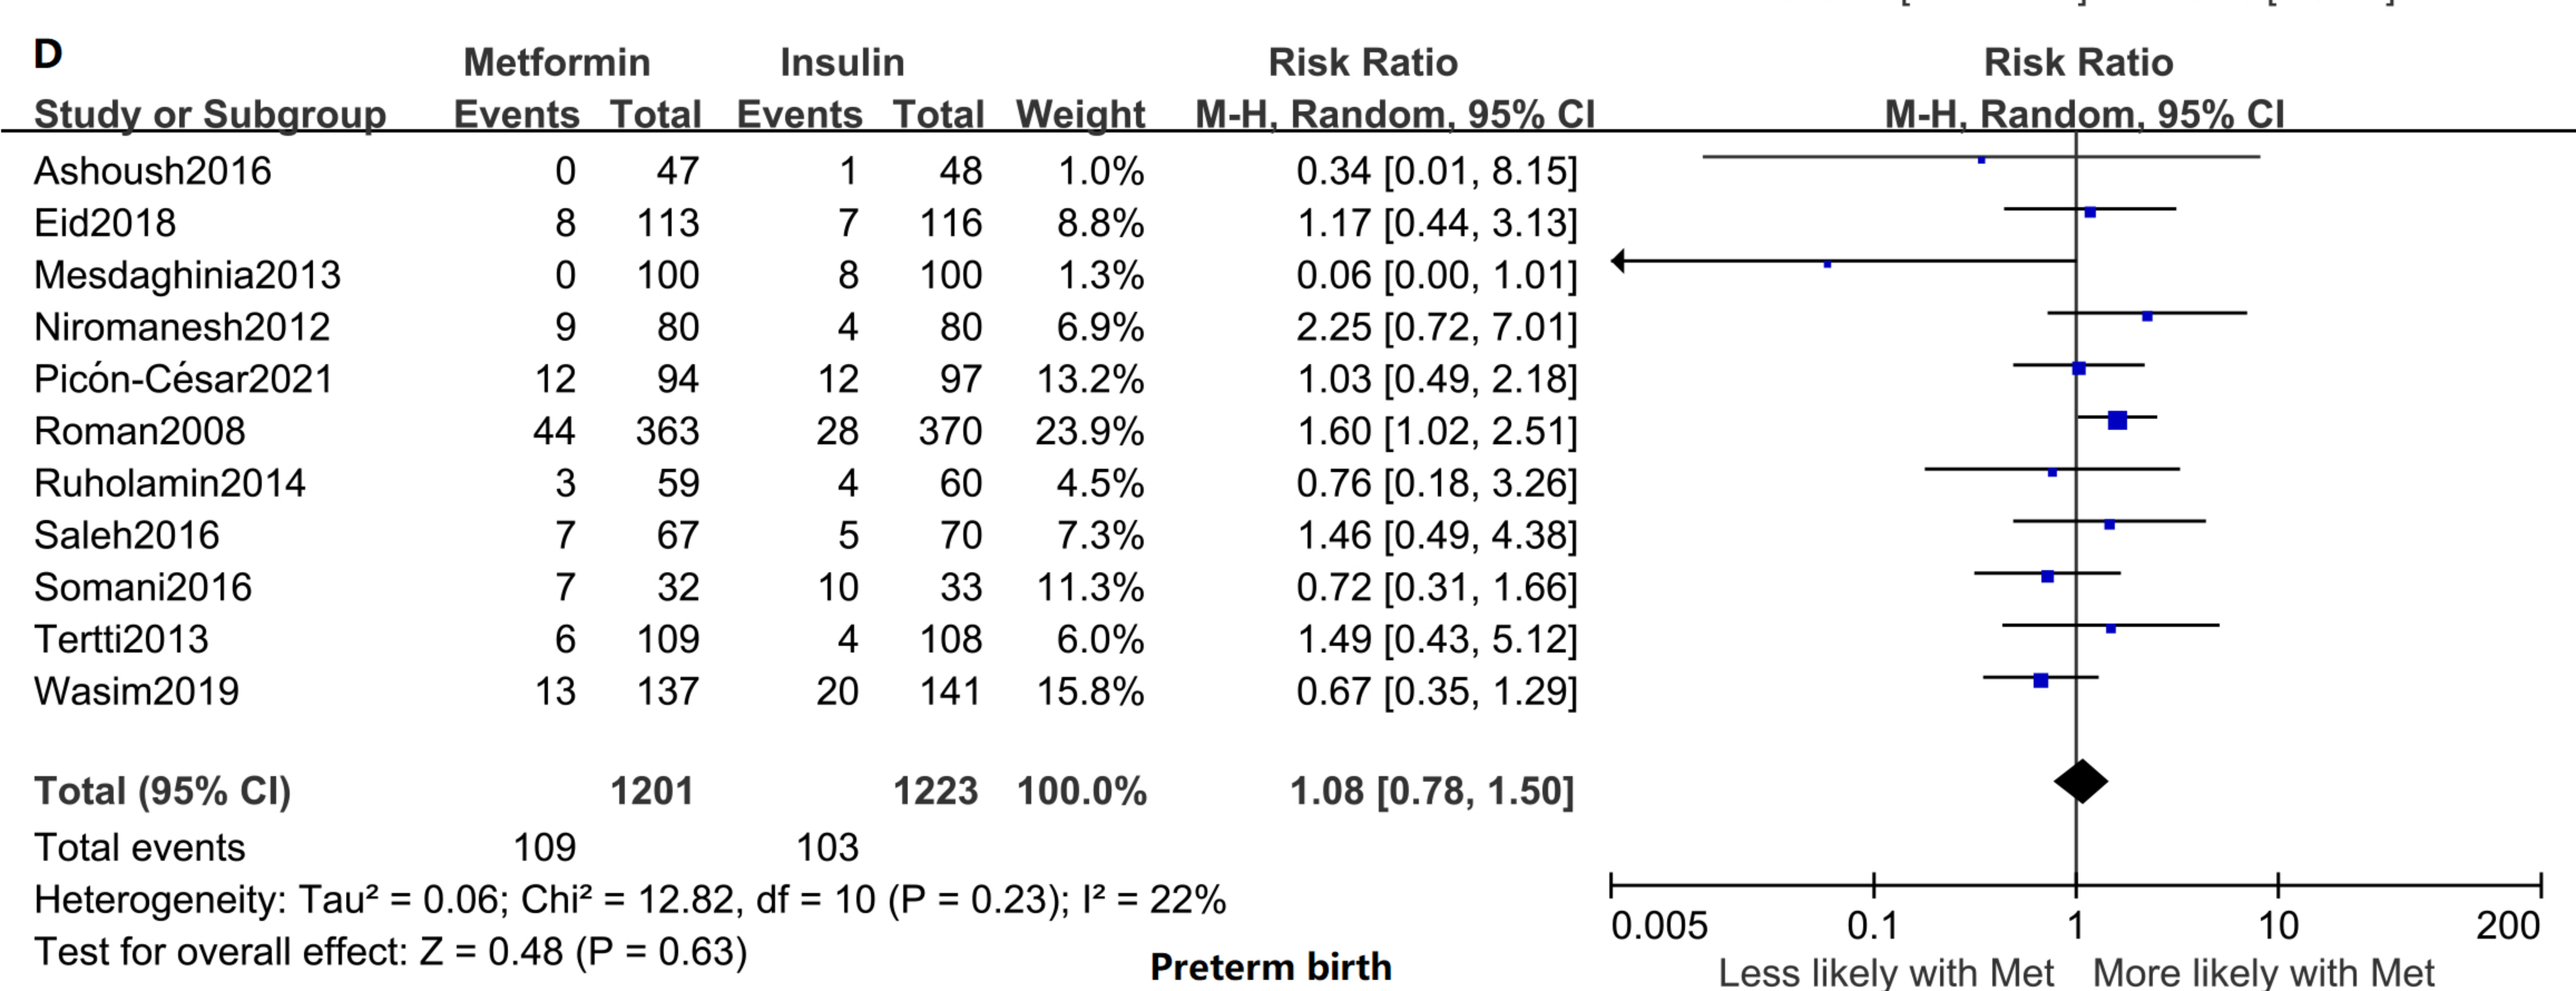 D
Metformin Insulin Risk Ratio Risk Ratio
Study or Subgroup Events Total Events Total Weight M-H, Random, 95% CI M-H, Random, 95% CI
Ashoush2016 0 47 1 48 1.0% 0.34 [0.01, 8.15]
Eid2018 8 113 7 116 8.8% 1.17 [0.44, 3.13]
Mesdaghinia2013 0 100 8 100 1.3% 0.06 [0.00, 1.01]
Niromanesh2012 9 80 4 80 6.9% 2.25 [0.72, 7.01]
Picón-César2021 12 94 12 97 13.2% 1.03 [0.49, 2.18]
Roman2008 44 363 28 370 23.9% 1.60 [1.02, 2.51]
Ruholamin2014 3 59 4 60 4.5% 0.76 [0.18, 3.26]
Saleh2016 7 67 5 70 7.3% 1.46 [0.49, 4.38]
Somani2016 7 32 10 33 11.3% 0.72 [0.31, 1.66]
Tertti2013 6 109 4 108 6.0% 1.49 [0.43, 5.12]
Wasim2019 13 137 20 141 15.8% 0.67 [0.35, 1.29]
Total (95% CI) 1201 1223 100.0% 1.08 [0.78, 1.50]
Total events 109 103
Heterogeneity: Tau² = 0.06; Chi² = 12.82, df = 10 (P = 0.23); I² = 22%
Test for overall effect: Z = 0.48 (P = 0.63)
0.005 0.1 1 10 200
Preterm birth
Less likely with Met More likely with Met